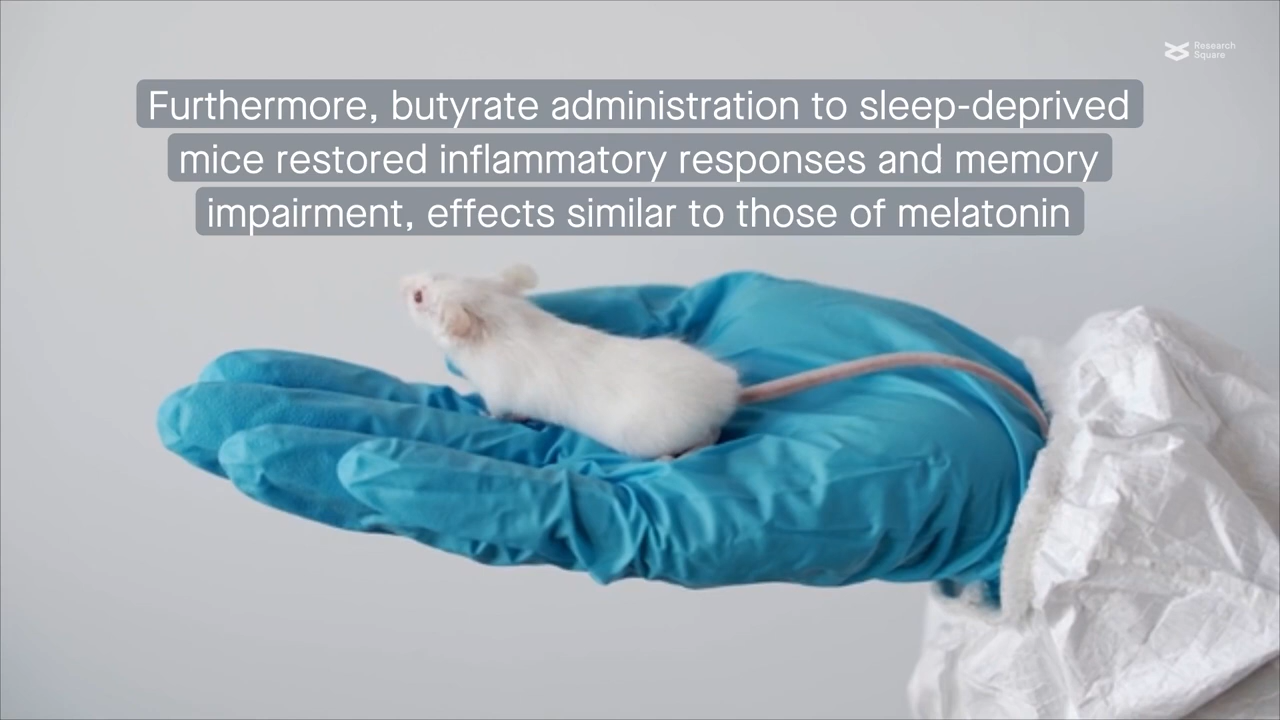 Research
Square
Furthermore, butyrate administration to sleep-deprived
mice restored inflammatory responses and memory
impairment, effects similar to those of melatonin